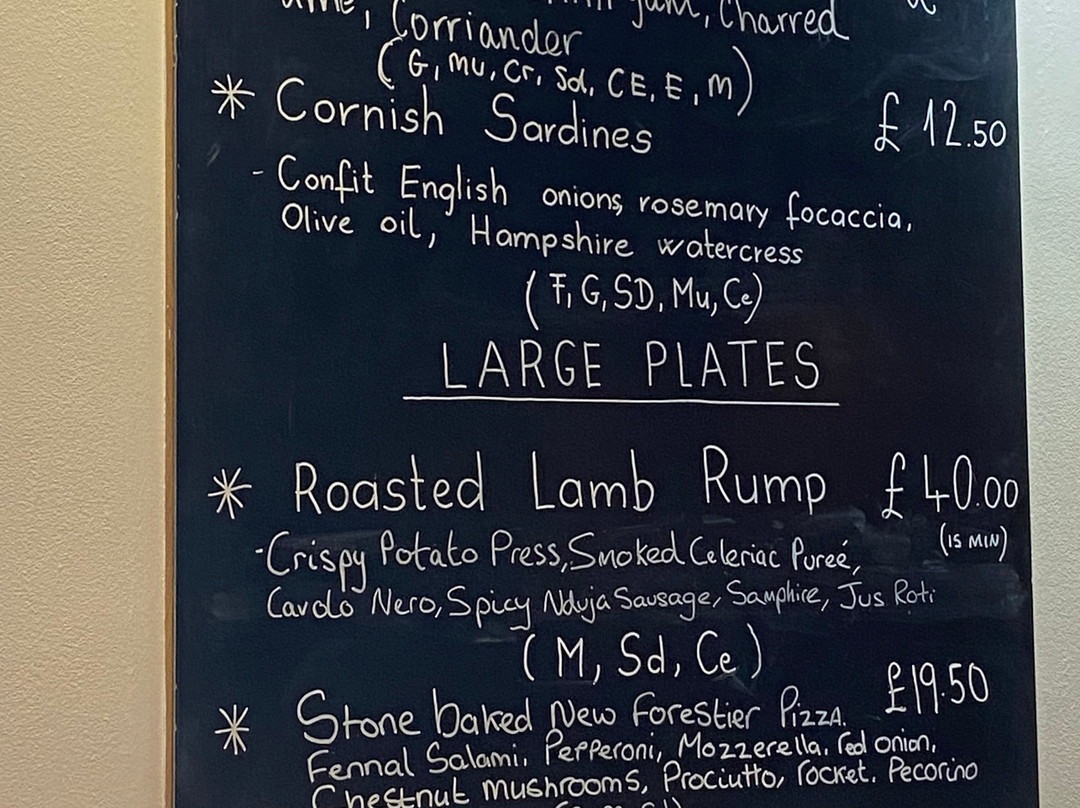 jam, Charred
, Corriander
(G, mu, Cr, Sd, CE, E, M)
* Cornish Sardines £ 12.50
- Confit English onions, rosemary focaccia,
Olive oil, Hampshire watercress
(F, G, SD, Mu, Ce)
LARGE PLATES
* Roasted Lamb Rump £ 40.00
(15 MIN)
- Crispy Potato Press, Smoked Celeriac Pureé,
Cavolo Nero, Spicy Nduja Sausage, Samphire, Jus Roti
(M, Sd, Ce)
* Stone baked New Forestier Pizza. £19.50
Fennal Salami, Pepperoni, Mozzerella, red onion,
Chestnut mushrooms, Prociutto, rocket. Pecorino